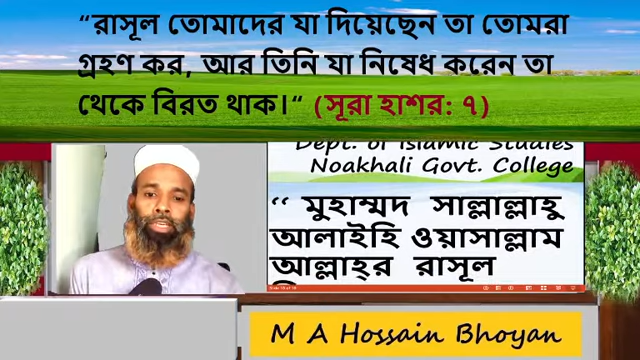 “রাসূল তোমাদের যা দিয়েছেন তা তোমরা
গ্রহণ কর, আর তিনি যা নিষেধ করেন তা
থেকে বিরত থাক।“ (সূরা হাশর: ৭)
Dept. of Islamic Studies
Noakhali Govt. College
‘‘ মুহাম্মদ সাল্লাল্লাহু
আলাইহি ওয়াসাল্লাম
আল্লাহ্‌র রাসূল
M A Hossain Bhoyan